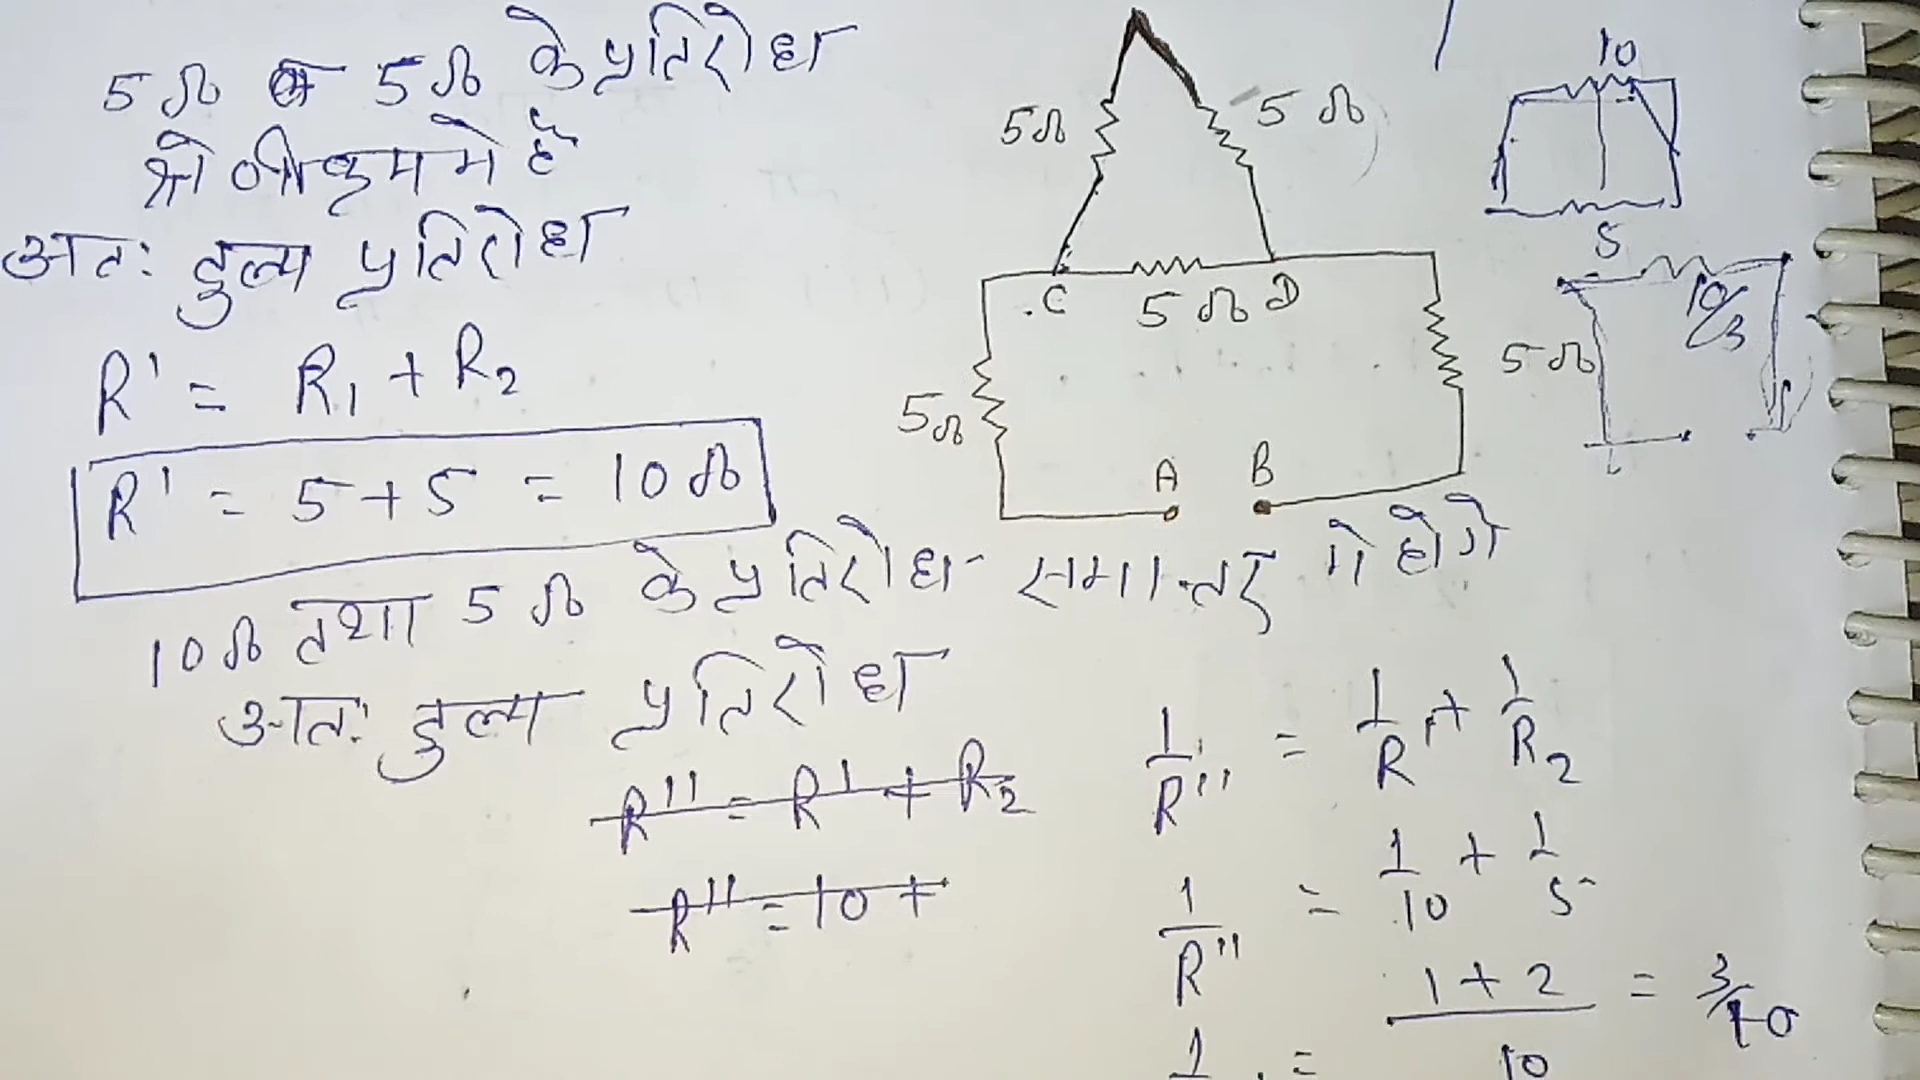 5Ω व 5Ω के प्रतिरोध
श्रेणीक्रम में है
अतः तुल्य प्रतिरोध
R' = R₁ + R₂
R' = 5 + 5 = 10Ω
10Ω तथा 5Ω के प्रतिरोध समान्तर में होंगे
अतः तुल्य प्रतिरोध
R'' = R' + R₂
R'' = 10 +
5Ω
5Ω
C
5Ω
D
5Ω
A
B
10
5
5Ω
10/3
1/R'' = 1/R' + 1/R₂
1/R'' = 1/10 + 1/5
1 + 2 / 10 = 3/10
1 =